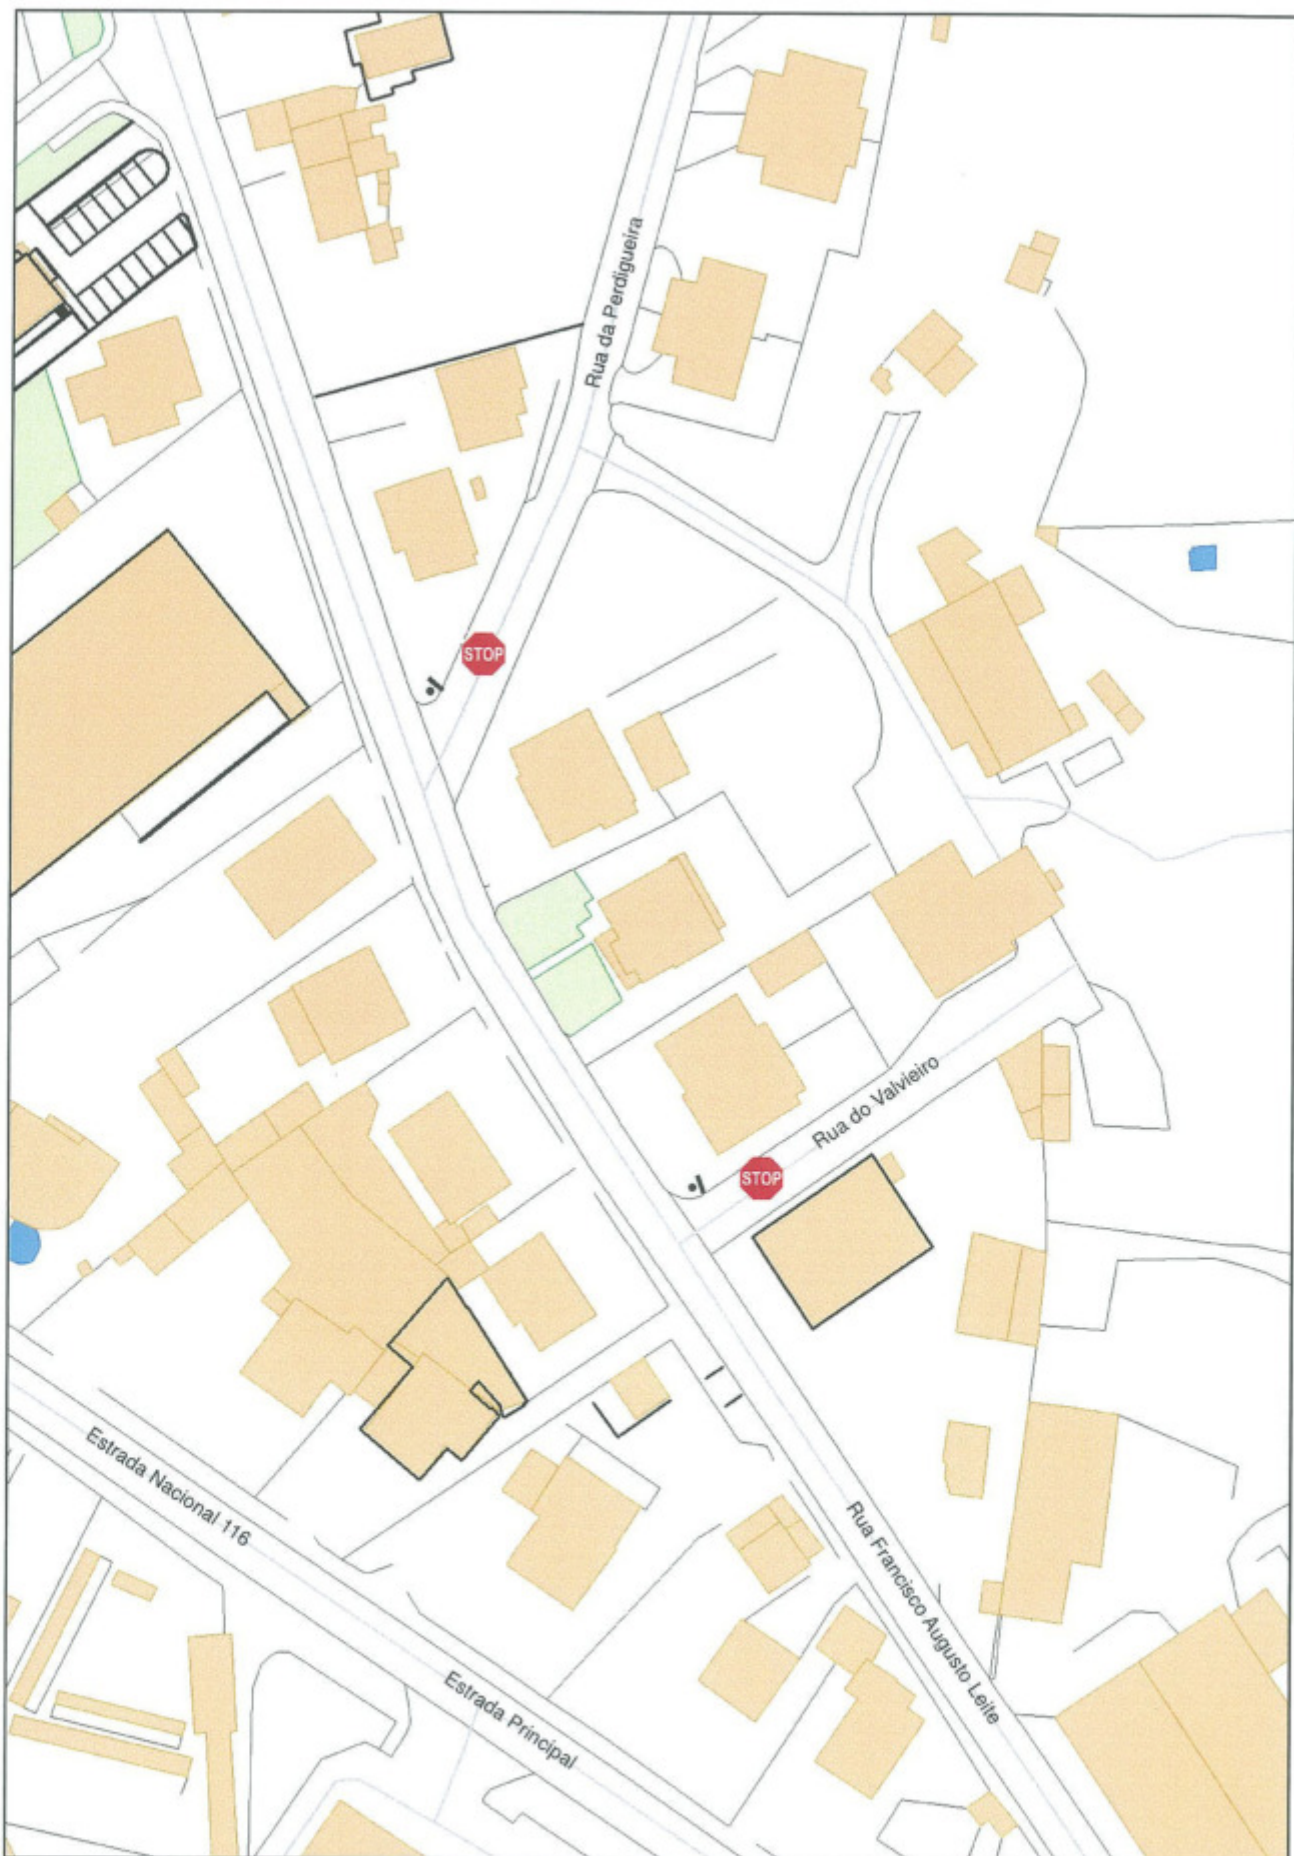 Rua da Perdigueira
STOP
Rua do Valvieiro
STOP
Estrada Nacional 116
Rua Francisco Augusto Leite
Estrada Principal